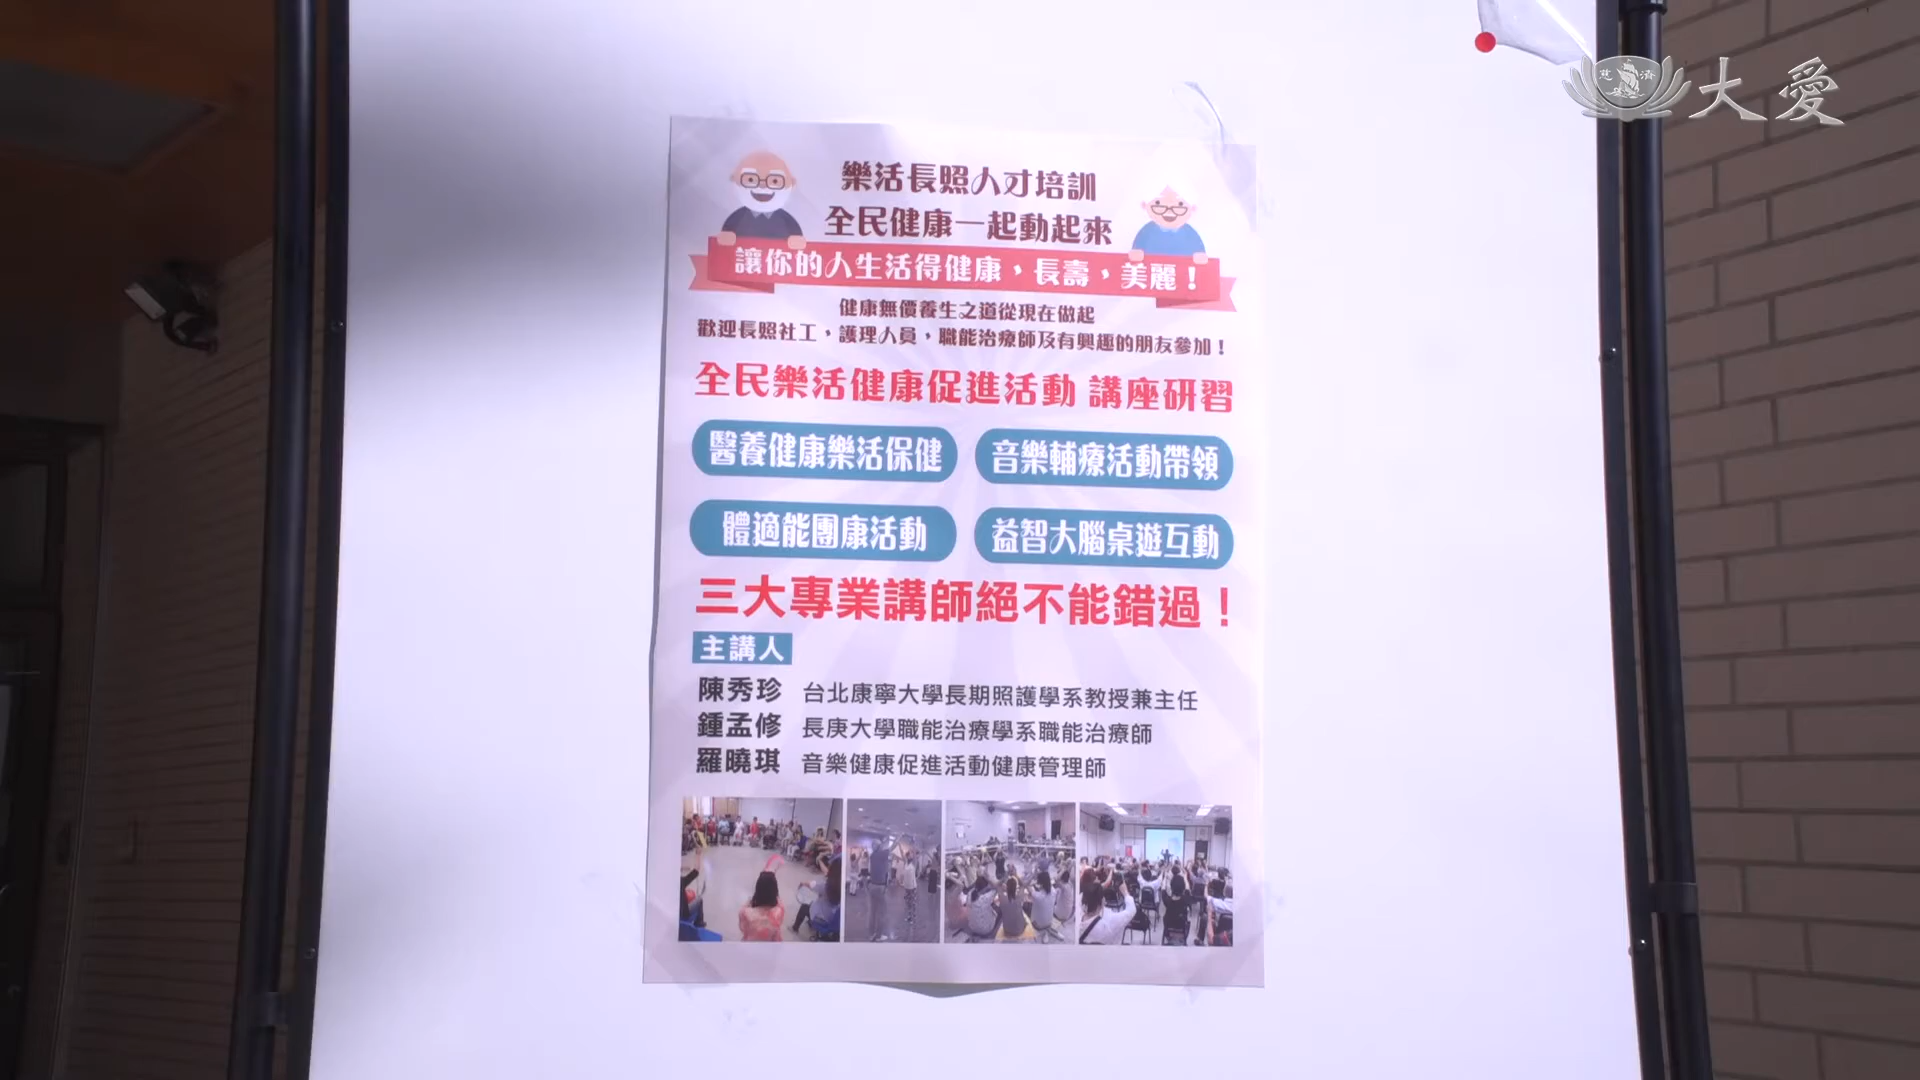 慈濟
大愛
樂活長照人才培訓
全民健康一起動起來
讓你的人生活得健康，長壽，美麗！
健康無價養生之道從現在做起
歡迎長照社工，護理人員，職能治療師及有興趣的朋友參加！
全民樂活健康促進活動 講座研習
醫養健康樂活保健
音樂輔療活動帶領
體適能團康活動
益智大腦桌遊互動
三大專業講師絕不能錯過！
主講人
陳秀珍 台北康寧大學長期照護學系教授兼主任
鍾孟修 長庚大學職能治療學系職能治療師
羅曉琪 音樂健康促進活動健康管理師